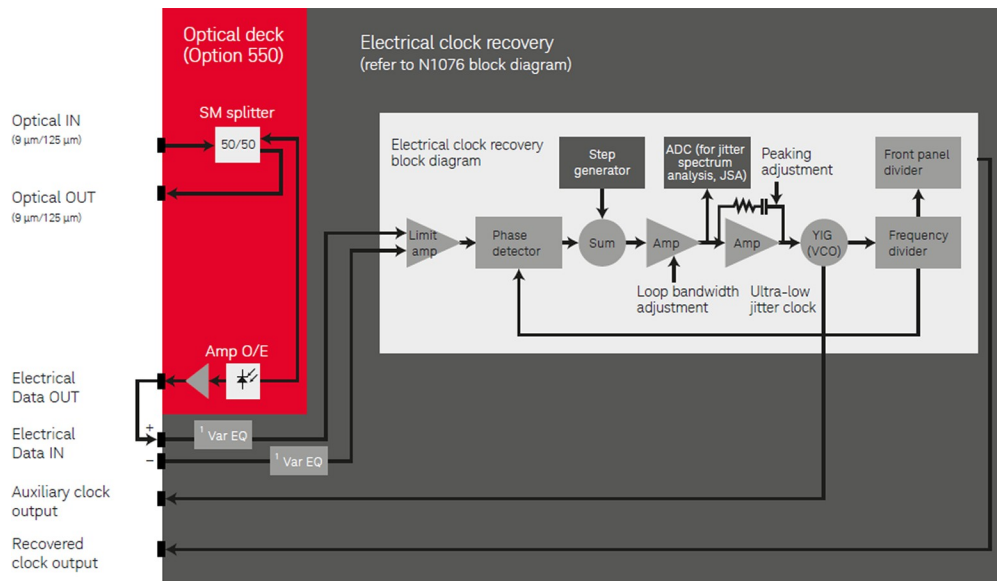 Optical deck
(Option 550)
Electrical clock recovery
(refer to N1076 block diagram)
SM splitter
50/50
Optical IN
(9 µm/125 µm)
Optical OUT
(9 µm/125 µm)
Electrical clock recovery
block diagram
Step
generator
ADC (for jitter
spectrum
analysis, JSA)
Peaking
adjustment
Front panel
divider
Limit
amp
Phase
detector
Sum
Amp
Amp
YIG
(VCO)
Frequency
divider
Loop bandwidth
adjustment
Ultra-low
jitter clock
Amp O/E
Electrical
Data OUT
Electrical
Data IN
+
−
1 Var EQ
1 Var EQ
Auxiliary clock
output
Recovered
clock output